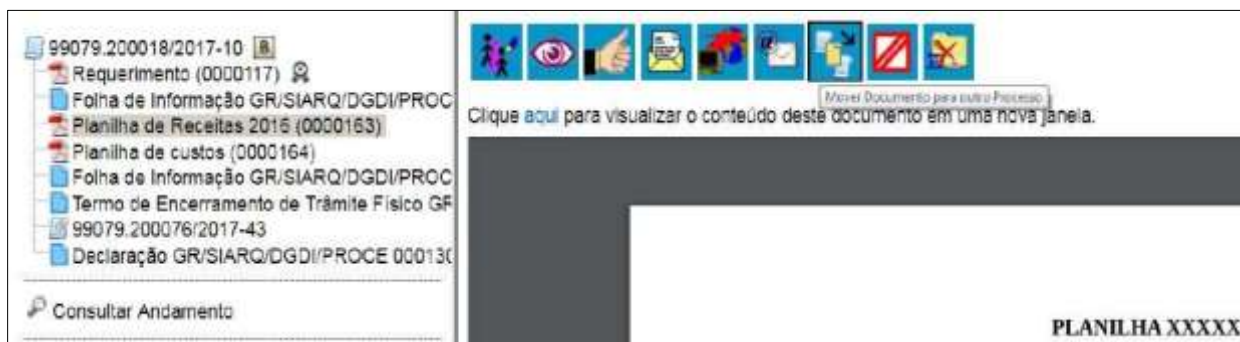 99079.200018/2017-10
Requerimento (0000117)
Folha de Informação GR/SIARQ/DGDI/PROC
Planilha de Receitas 2016 (0000163)
Planilha de custos (0000164)
Folha de Informação GR/SIARQ/DGDI/PROC
Termo de Encerramento de Trâmite Físico GR
99079.200076/2017-43
Declaração GR/SIARQ/DGDI/PROCE 000130
Consultar Andamento
Mover Documento para outro Processo
Clique aqui para visualizar o conteúdo deste documento em uma nova janela.
PLANILHA XXXXX